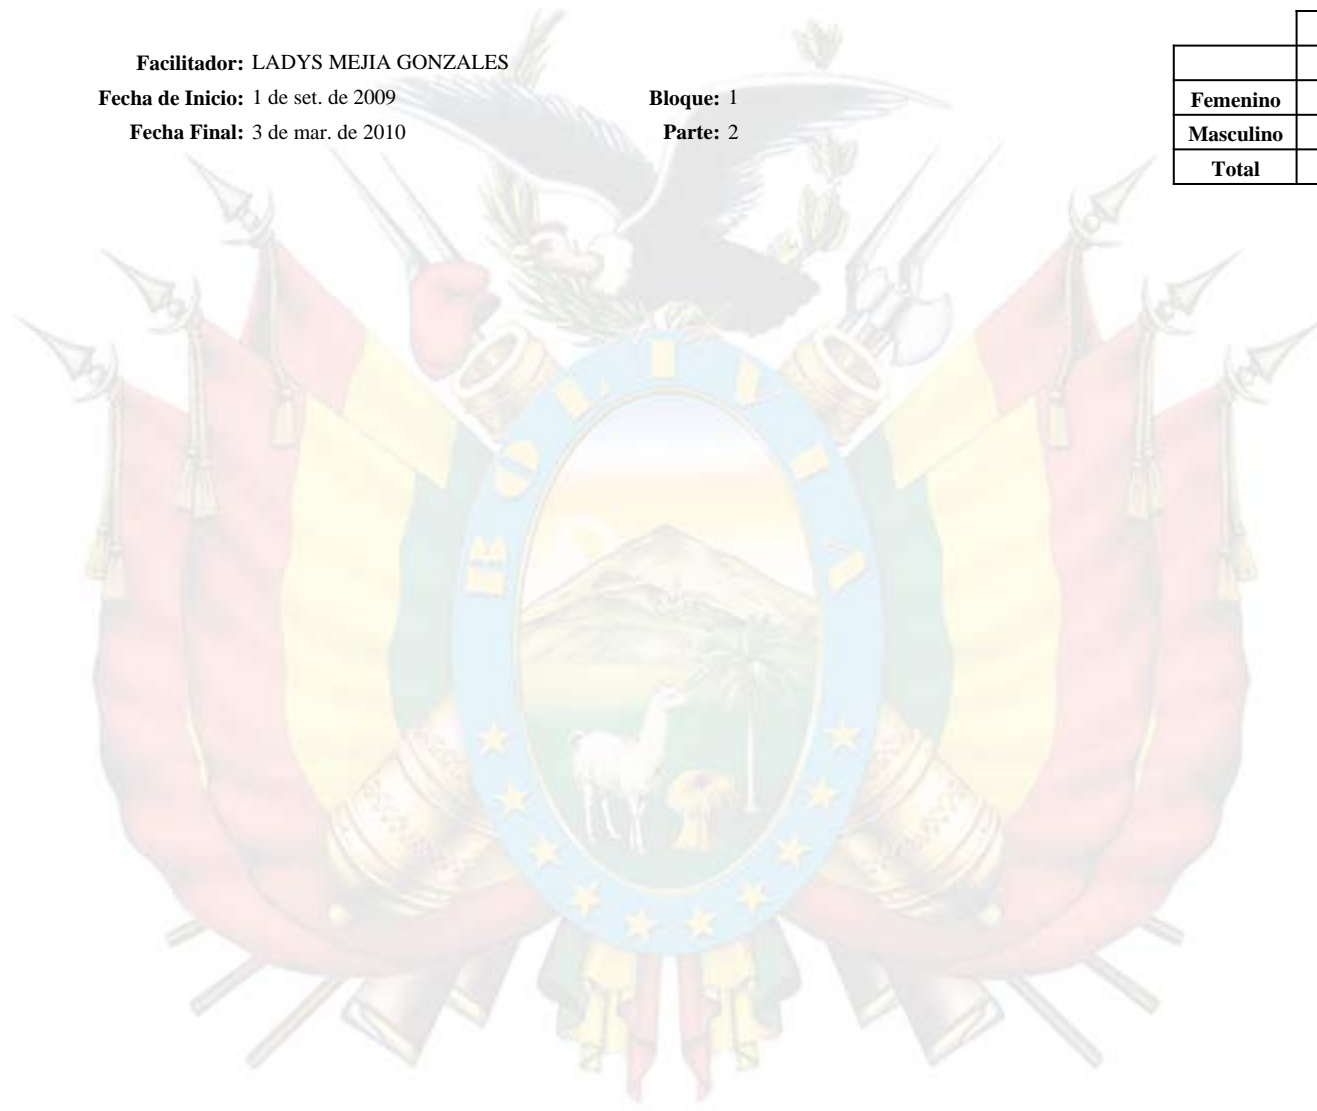 Facilitador: LADYS MEJIA GONZALES
Fecha de Inicio: 1 de set. de 2009 Bloque: 1
Fecha Final: 3 de mar. de 2010 Parte: 2
Femenino
Masculino
Total
BOLIVIA